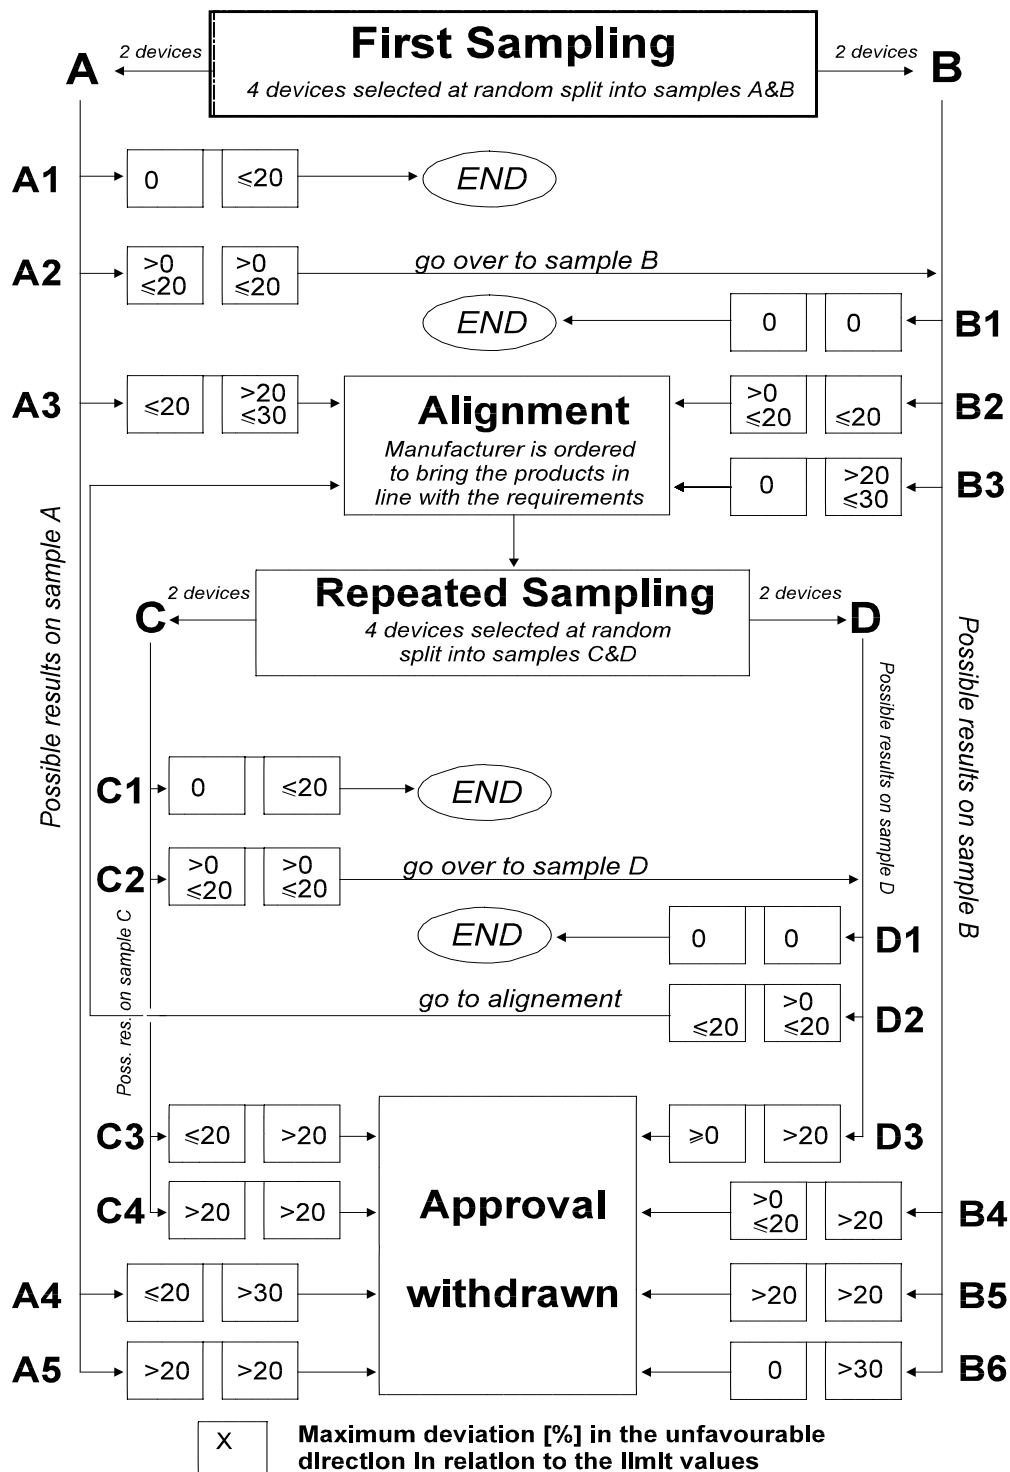 First Sampling
4 devices selected at random split into samples A&B
A
2 devices
2 devices
B
A1
0
≤20
END
A2
>0
≤20
>0
≤20
go over to sample B
END
0
0
B1
A3
≤20
>20
≤30
Alignment
Manufacturer is ordered
to bring the products in
line with the requirements
>0
≤20
≤20
B2
0
>20
≤30
B3
Possible results on sample A
Repeated Sampling
4 devices selected at random
split into samples C&D
C
2 devices
2 devices
D
Possible results on sample D
Possible results on sample B
C1
0
≤20
END
C2
>0
≤20
>0
≤20
go over to sample D
Poss. res. on sample C
END
0
0
D1
go to alignement
≤20
>0
≤20
D2
C3
≤20
>20
Approval
withdrawn
≥0
>20
D3
C4
>20
>20
>0
≤20
>20
B4
A4
≤20
>30
>20
>20
B5
A5
>20
>20
0
>30
B6
X
Maximum deviation [%] in the unfavourable
direction in relation to the limit values